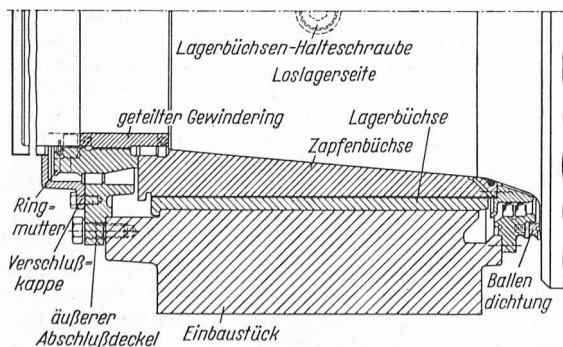 Lagerbüchsen-Halteschraube
Loslagerseite
geteilter Gewindering
Lagerbüchse
Zapfenbüchse
Ring=
mutter
Verschluß=
kappe
äußerer
Abschlußdeckel
Einbaustück
Ballen
dichtung